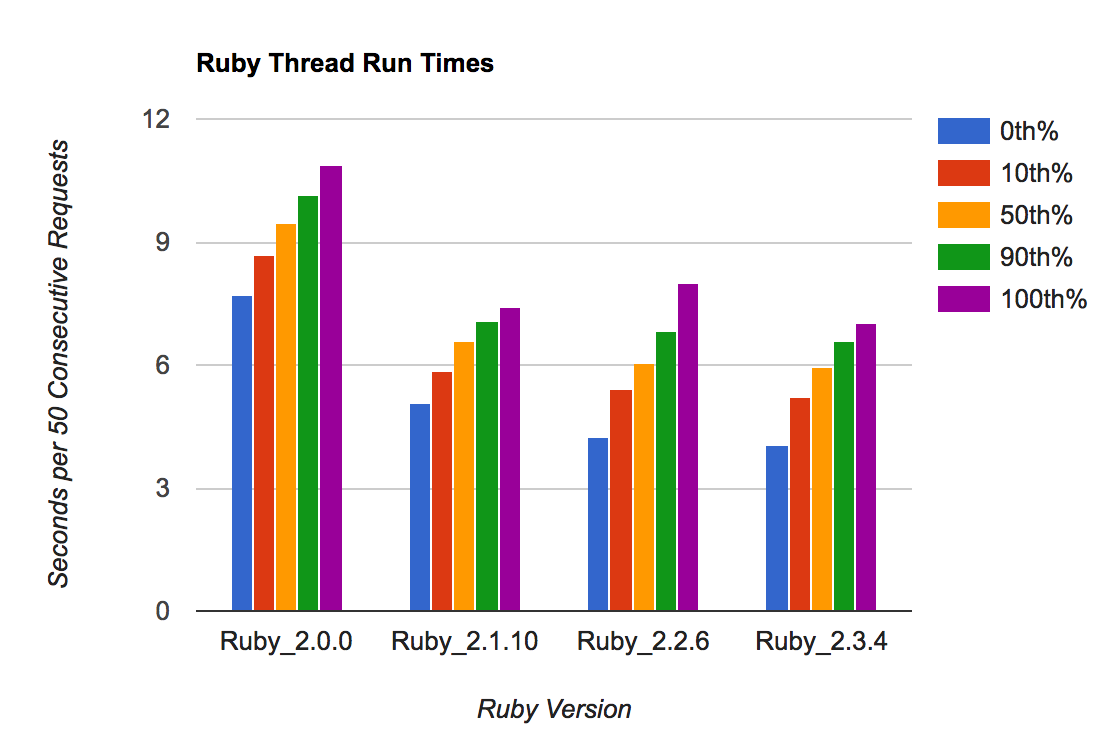 Ruby Thread Run Times
Seconds per 50 Consecutive Requests
12
9
6
3
0
0th%
10th%
50th%
90th%
100th%
Ruby_2.0.0
Ruby_2.1.10
Ruby_2.2.6
Ruby_2.3.4
Ruby Version